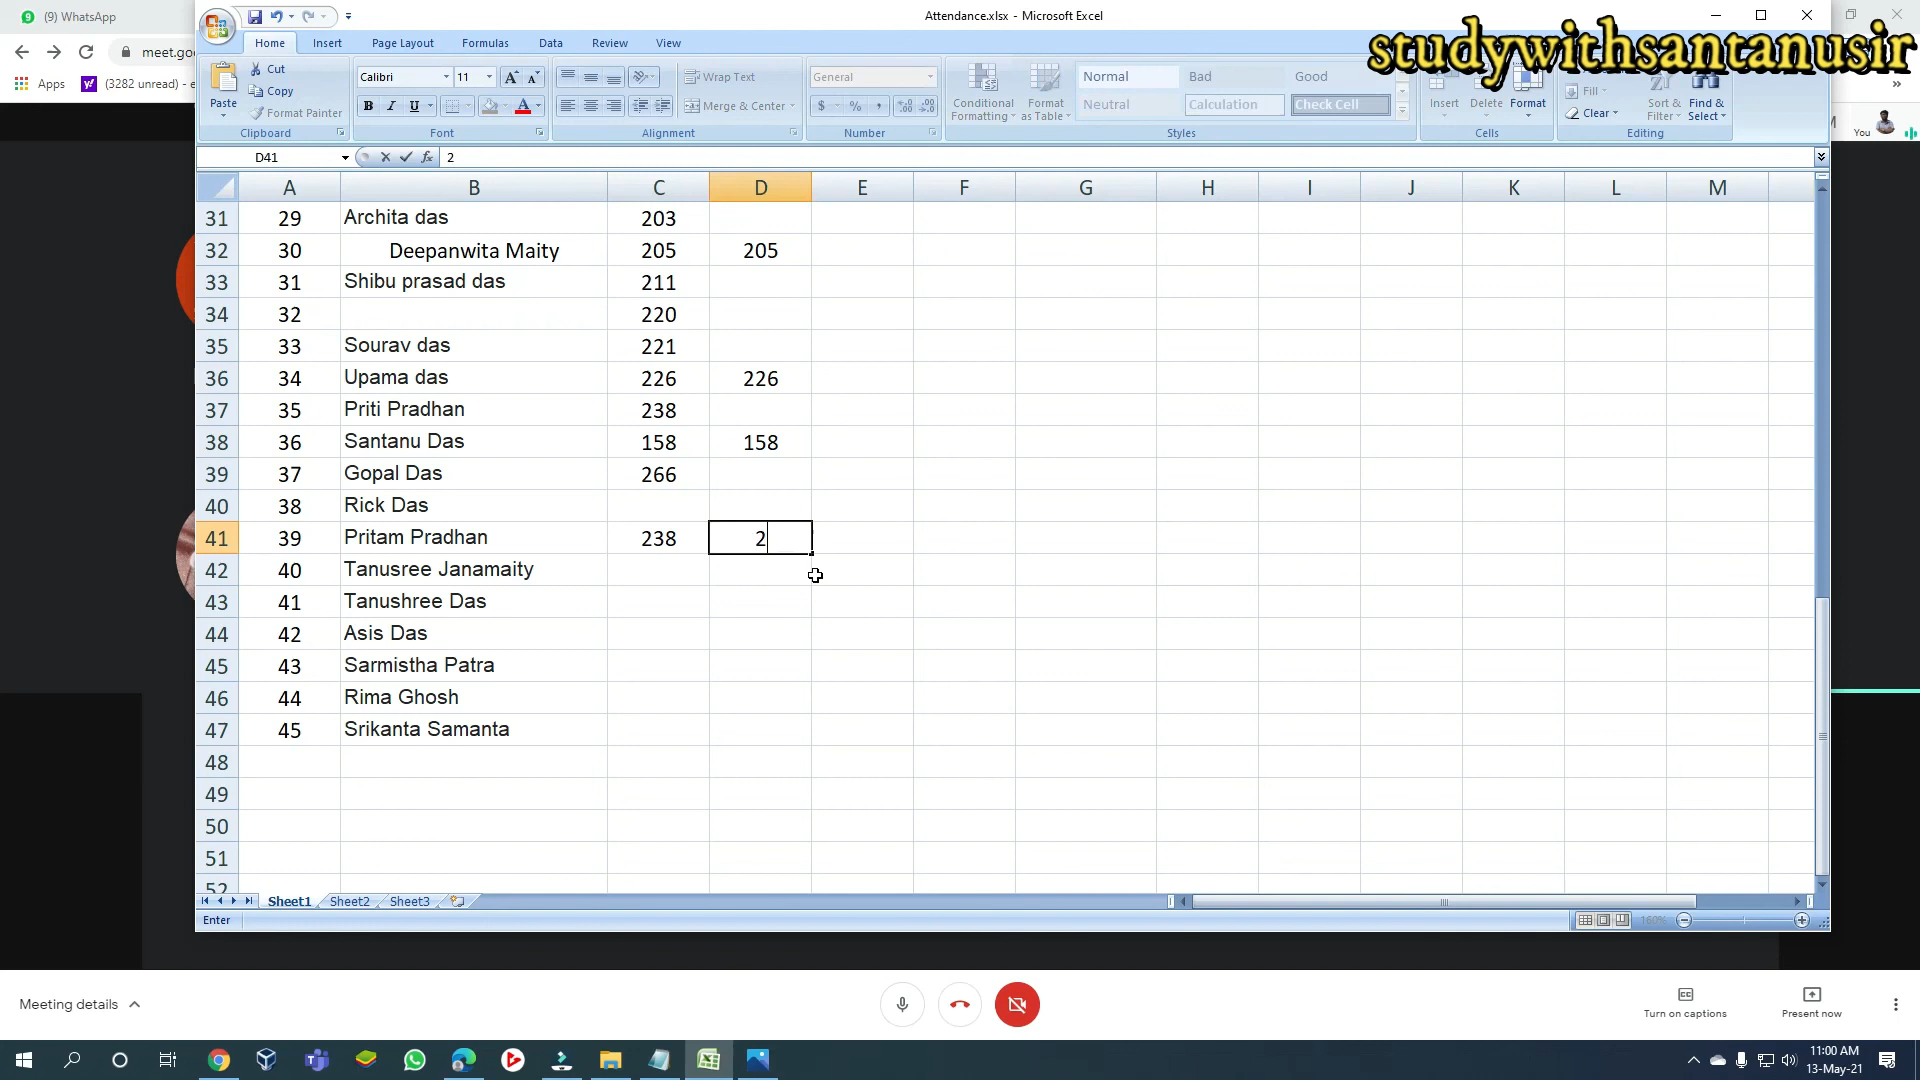 (9) WhatsApp
Attendance.xlsx - Microsoft Excel
studywithsantanusir
meet.goo
Apps
(3282 unread) - e
Home Insert Page Layout Formulas Data Review View
Paste
Cut
Copy
Format Painter
Clipboard
Calibri 11
B I U
Font
Wrap Text
Merge & Center
Alignment
General
$ % ,
Number
Conditional Formatting
Format as Table
Normal Bad Good
Neutral Calculation Check Cell
Styles
Insert Delete Format
Cells
Fill
Clear
Sort & Filter
Find & Select
Editing
You
D41 fx 2
A B C D E F G H I J K L M
31 29 Archita das 203
32 30 Deepanwita Maity 205 205
33 31 Shibu prasad das 211
34 32 220
35 33 Sourav das 221
36 34 Upama das 226 226
37 35 Priti Pradhan 238
38 36 Santanu Das 158 158
39 37 Gopal Das 266
40 38 Rick Das
41 39 Pritam Pradhan 238 2
42 40 Tanusree Janamaity
43 41 Tanushree Das
44 42 Asis Das
45 43 Sarmistha Patra
46 44 Rima Ghosh
47 45 Srikanta Samanta
48
49
50
51
52
Sheet1 Sheet2 Sheet3
Enter 160%
Meeting details
Turn on captions
Present now
11:00 AM
13-May-21